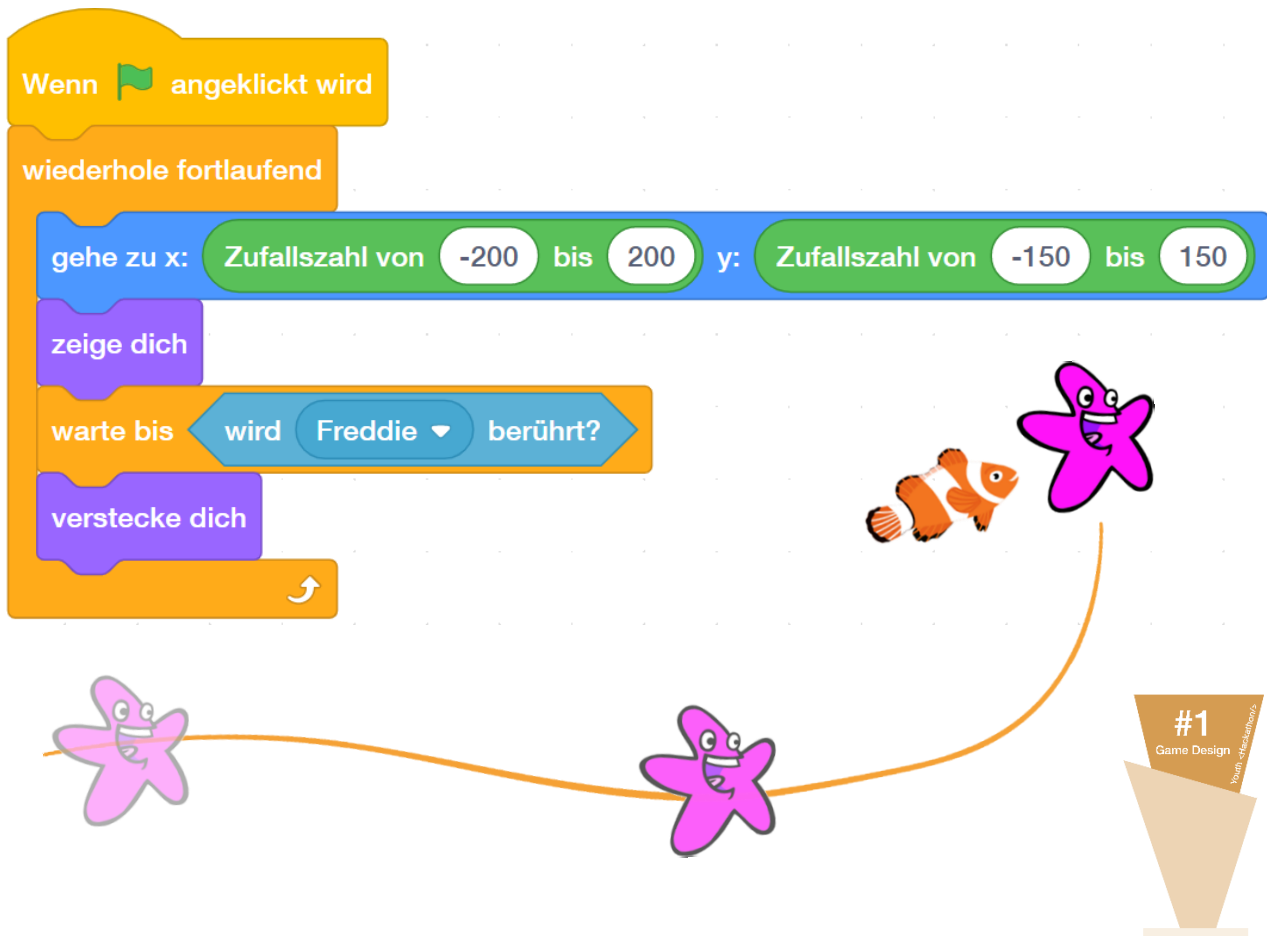 Wenn angeklickt wird
wiederhole fortlaufend
gehe zu x: Zufallszahl von -200 bis 200 y: Zufallszahl von -150 bis 150
zeige dich
warte bis wird Freddie berührt?
verstecke dich
#1
Game Design
Youth <Hackathon/>